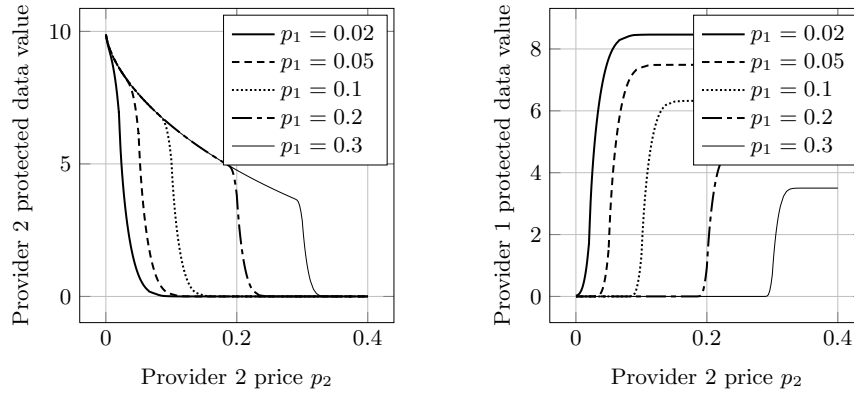 Provider 2 protected data value
10
5
0
0
0.2
0.4
Provider 2 price p₂
p₁ = 0.02
p₁ = 0.05
p₁ = 0.1
p₁ = 0.2
p₁ = 0.3
Provider 1 protected data value
8
6
4
2
0
0
0.2
0.4
Provider 2 price p₂
p₁ = 0.02
p₁ = 0.05
p₁ = 0.1
p₁ = 0.2
p₁ = 0.3